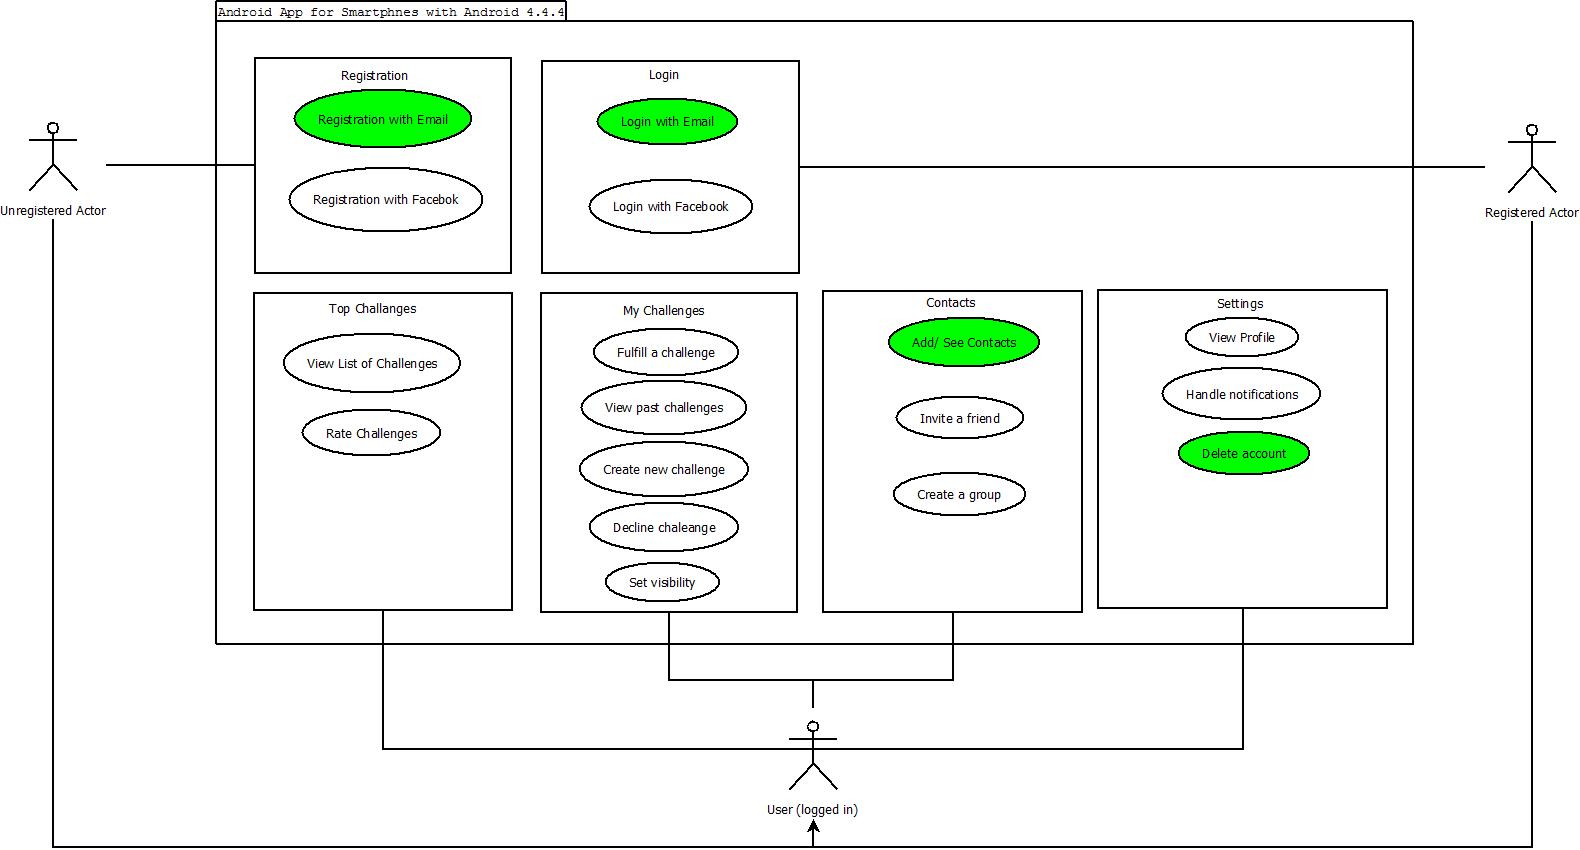 Android App for Smartphnes with Android 4.4.4
Registration
Registration with Email
Registration with Facebok
Login
Login with Email
Login with Facebook
Unregistered Actor
Registered Actor
Top Challanges
View List of Challenges
Rate Challenges
My Challenges
Fulfill a challenge
View past challenges
Create new challenge
Decline chaleange
Set visibility
Contacts
Add/ See Contacts
Invite a friend
Create a group
Settings
View Profile
Handle notifications
Delete account
User (logged in)